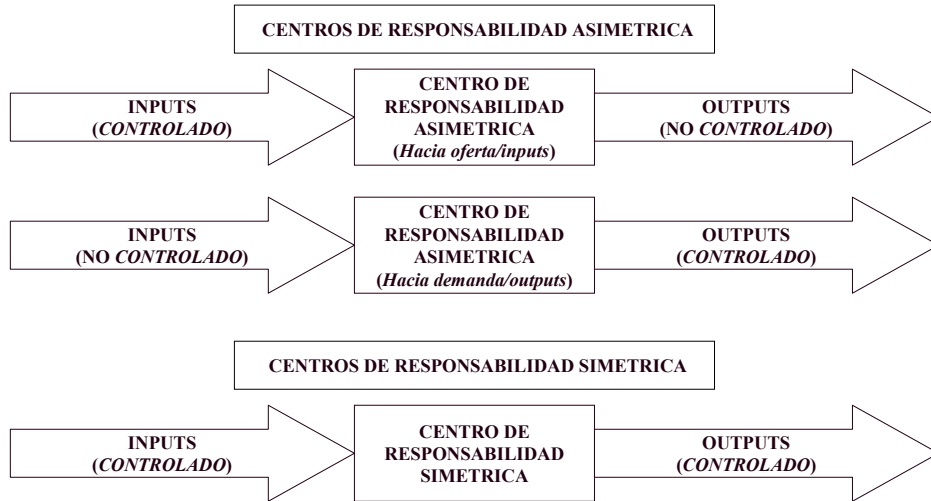 CENTROS DE RESPONSABILIDAD ASIMETRICA
INPUTS
(CONTROLADO)
CENTRO DE
RESPONSABILIDAD
ASIMETRICA
(Hacia oferta/inputs)
OUTPUTS
(NO CONTROLADO)
INPUTS
(NO CONTROLADO)
CENTRO DE
RESPONSABILIDAD
ASIMETRICA
(Hacia demanda/outputs)
OUTPUTS
(CONTROLADO)
CENTROS DE RESPONSABILIDAD SIMETRICA
INPUTS
(CONTROLADO)
CENTRO DE
RESPONSABILIDAD
SIMETRICA
OUTPUTS
(CONTROLADO)